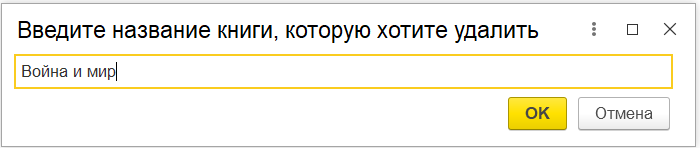 Введите название книги, которую хотите удалить
Война и мир
OK
Отмена